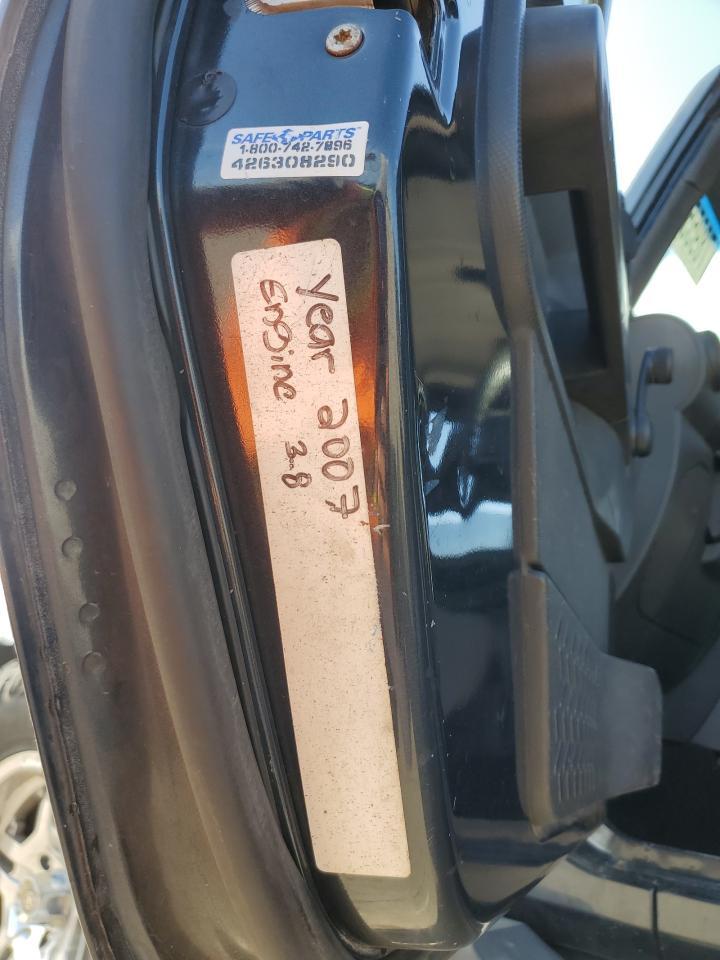 SAFE PARTS
1-800-742-7896
426308290
Year 2007
Engine 3.8